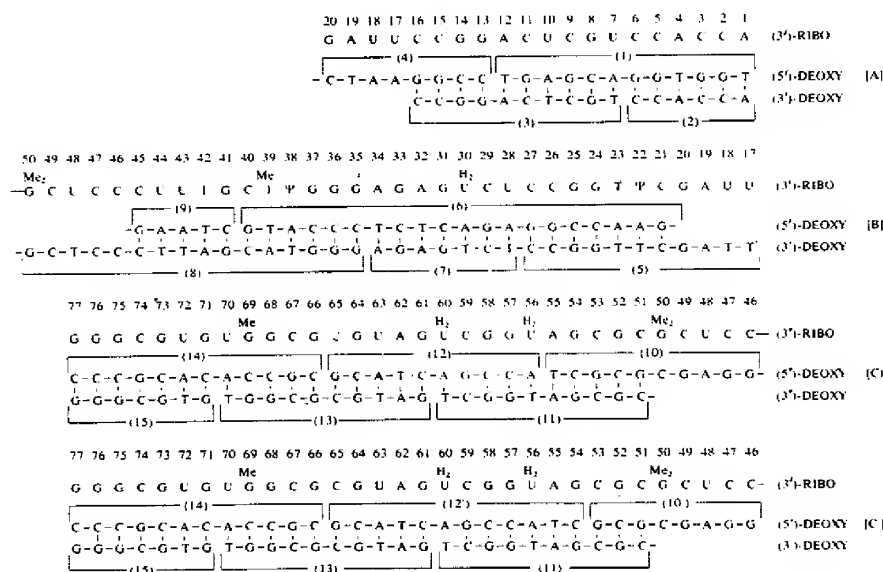 20 19 18 17 16 15 14 13 12 11 10 9 8 7 6 5 4 3 2 1
G A U U C C G G A C U C G U C C A C C A (3')-RIBO
(4) (1)
-C-T-A-A-G-G-C-C-T-G-A-G-C-A-G-G-T-G-G-T (5')-DEOXY [A]
C-C-G-G-A-C-T-C-G-T-C-C-A-C-C-A (3')-DEOXY
(3) (2)
50 49 48 47 46 45 44 43 42 41 40 39 38 37 36 35 34 33 32 31 30 29 28 27 26 25 24 23 22 21 20 19 18 17
Me₂ Me H₂
—G C U C C C U U I G C I Ψ G G G A G A G U C U C C G G T Ψ C G A U U (3')-RIBO
(9) (6)
-G-A-A-T-C-G-T-A-C-C-C-T-C-T-C-A-G-A-G-G-C-C-A-A-G- (5')-DEOXY [B]
-G-C-T-C-C-C-T-T-A-G-C-A-T-G-G-G-A-G-A-G-T-C-T-C-C-G-G-T-T-C-G-A-T-T (3')-DEOXY
(8) (7) (5)
77 76 75 74 73 72 71 70 69 68 67 66 65 64 63 62 61 60 59 58 57 56 55 54 53 52 51 50 49 48 47 46
Me H₂ H₂ Me₂
G G G C G U G U G G C G G U A G U C G G U A G C G C G C U C C— (3')-RIBO
(14) (12) (10)
C-C-C-G-C-A-C-A-C-C-G-C-G-C-A-T-C-A-G-C-C-A-T-C-G-C-G-C-G-A-G-G- (5')-DEOXY [C]
G-G-G-C-G-T-G-T-G-G-C-G-C-G-T-A-G-T-C-G-G-T-A-G-C-G-C- (3')-DEOXY
(15) (13) (11)
77 76 75 74 73 72 71 70 69 68 67 66 65 64 63 62 61 60 59 58 57 56 55 54 53 52 51 50 49 48 47 46
Me H₂ H₂ Me₂
G G G C G U G U G G C G C G U A G U C G G U A G C G C G C U C C- (3')-RIBO
(14) (12') (10')
C-C-C-G-C-A-C-A-C-C-G-C-G-C-A-T-C-A-G-C-C-A-T-C-G-C-G-C-G-A-G-G (5')-DEOXY [C]
G-G-G-C-G-T-G-T-G-G-C-G-C-G-T-A-G-T-C-G-G-T-A-G-C-G-C- (3')-DEOXY
(15) (13) (11)